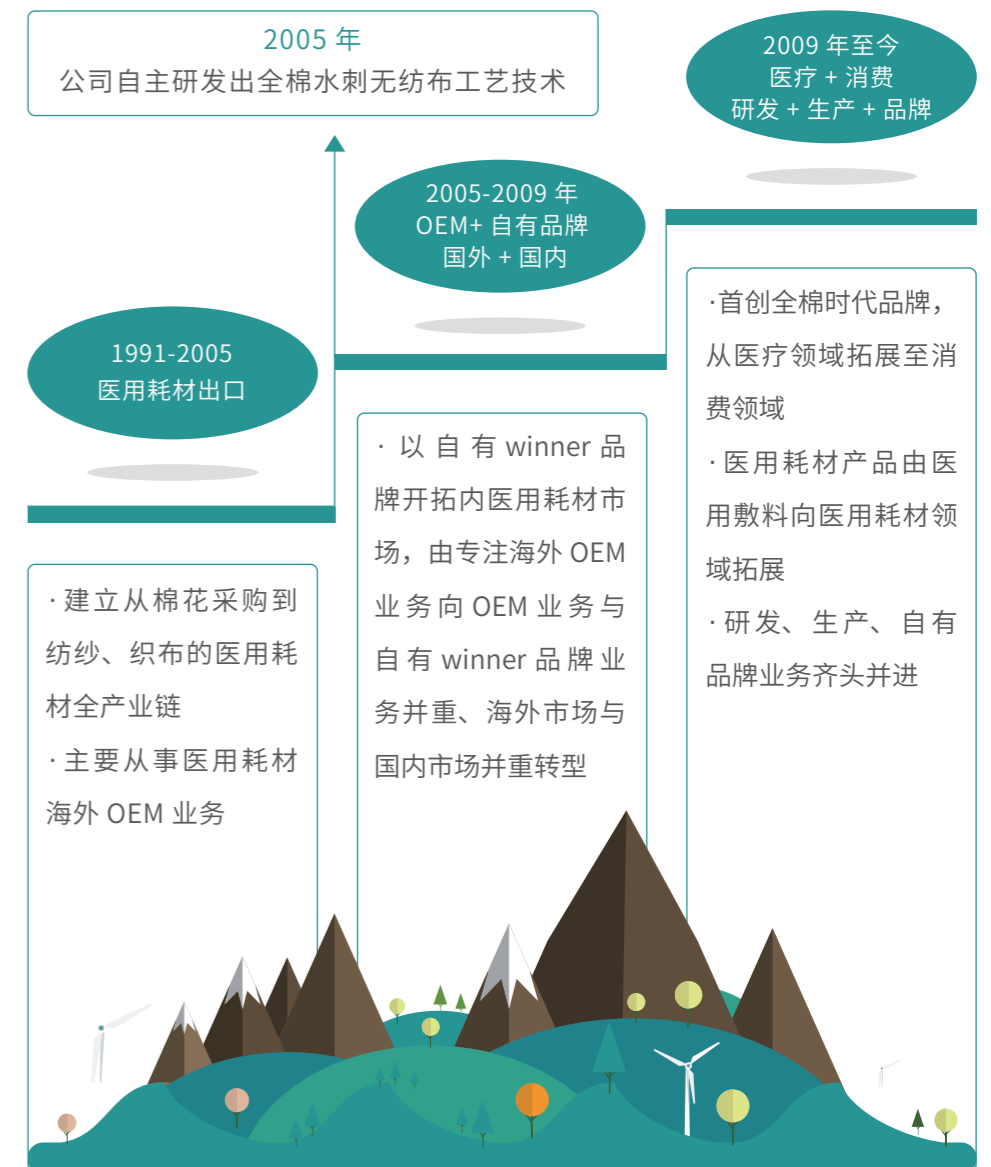 2005 年
公司自主研发出全棉水刺无纺布工艺技术
1991-2005
医用耗材出口
·建立从棉花采购到
纺纱、织布的医用耗
材全产业链
·主要从事医用耗材
海外 OEM 业务
2005-2009 年
OEM+ 自有品牌
国外 + 国内
· 以自有 winner 品
牌开拓内医用耗材市
场，由专注海外 OEM
业务向 OEM 业务与
自有 winner 品牌业
务并重、海外市场与
国内市场并重转型
2009 年至今
医疗 + 消费
研发 + 生产 + 品牌
·首创全棉时代品牌，
从医疗领域拓展至消
费领域
·医用耗材产品由医
用敷料向医用耗材领
域拓展
·研发、生产、自有
品牌业务齐头并进